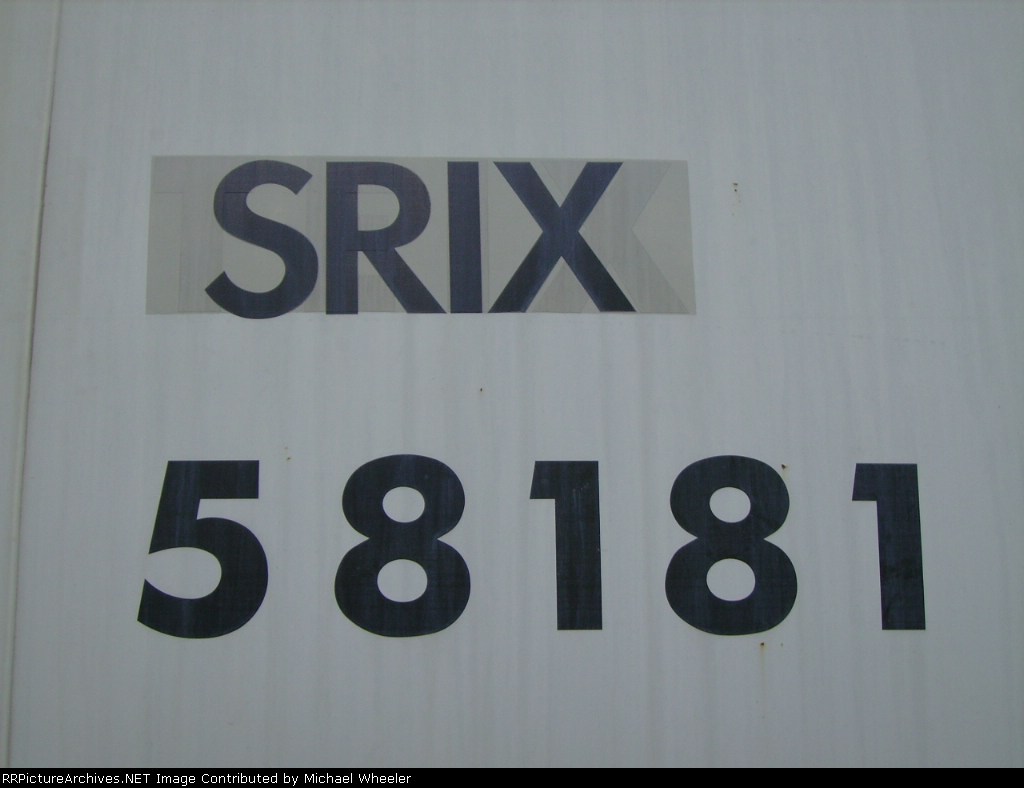 SRIX
58181
RRPictureArchives.NET Image Contributed by Michael Wheeler